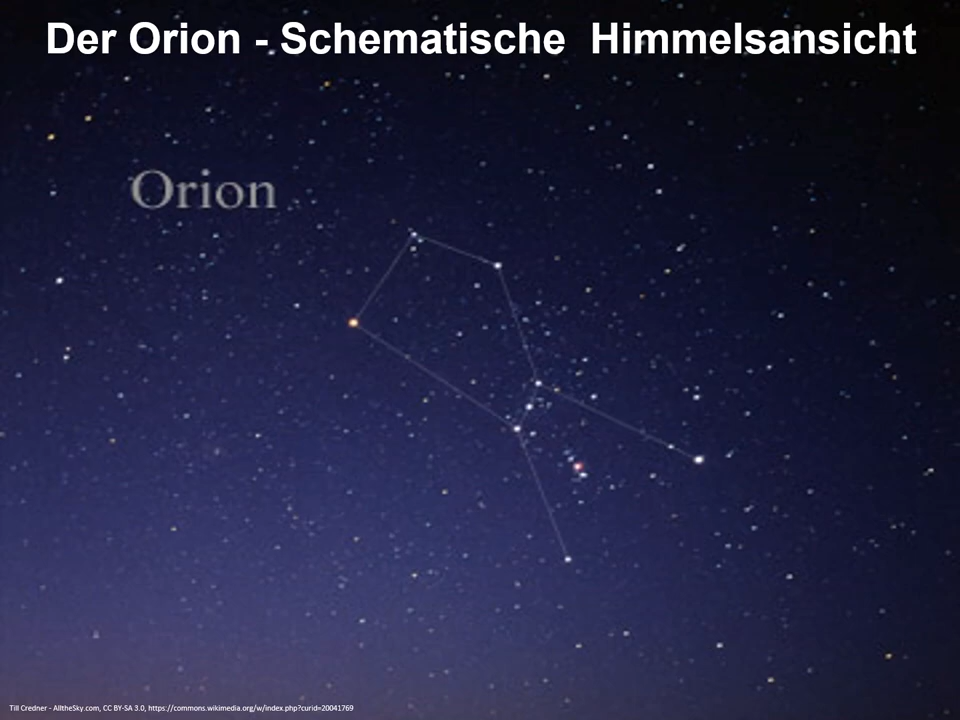 Der Orion - Schematische Himmelsansicht
Orion
Till Credner - AlltheSky.com, CC BY-SA 3.0, https://commons.wikimedia.org/w/index.php?curid=20041769